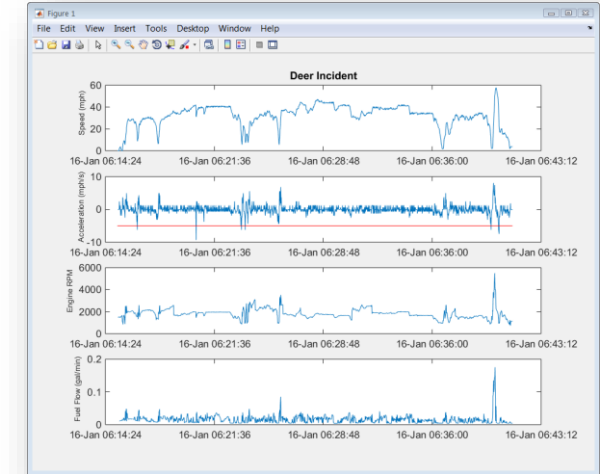 Figure 1
File Edit View Insert Tools Desktop Window Help
Deer Incident
Speed (mph)
60
40
20
0
16-Jan 06:14:24 16-Jan 06:21:36 16-Jan 06:28:48 16-Jan 06:36:00 16-Jan 06:43:12
Acceleration (mph/s)
10
0
-10
16-Jan 06:14:24 16-Jan 06:21:36 16-Jan 06:28:48 16-Jan 06:36:00 16-Jan 06:43:12
Engine RPM
6000
4000
2000
0
16-Jan 06:14:24 16-Jan 06:21:36 16-Jan 06:28:48 16-Jan 06:36:00 16-Jan 06:43:12
Fuel Flow (gal/min)
0.2
0.1
0
16-Jan 06:14:24 16-Jan 06:21:36 16-Jan 06:28:48 16-Jan 06:36:00 16-Jan 06:43:12